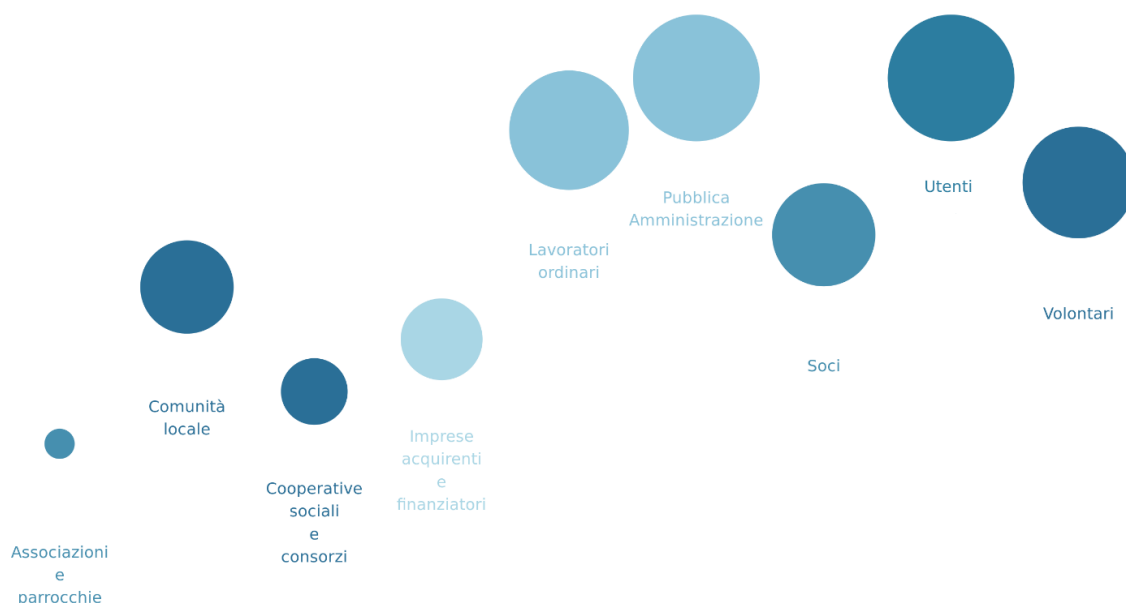 Associazioni
e
parrocchie
Comunità
locale
Cooperative
sociali
e
consorzi
Imprese
acquirenti
e
finanziatori
Lavoratori
ordinari
Pubblica
Amministrazione
Soci
Utenti
Volontari